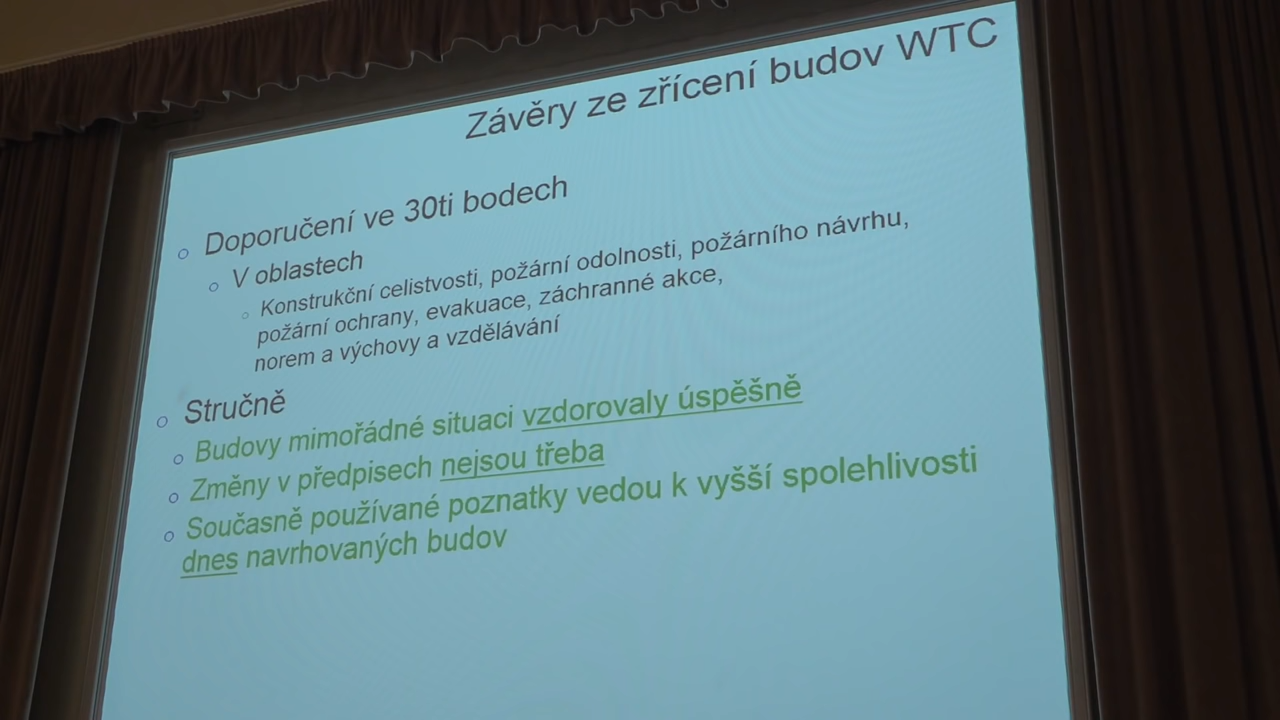 Závěry ze zřícení budov WTC
Doporučení ve 30ti bodech
V oblastech
Konstrukční celistvosti, požární odolnosti, požárního návrhu,
požární ochrany, evakuace, záchranné akce,
norem a výchovy a vzdělávání
Stručně
Budovy mimořádné situaci vzdorovaly úspěšně
Změny v předpisech nejsou třeba
Současně používané poznatky vedou k vyšší spolehlivosti
dnes navrhovaných budov